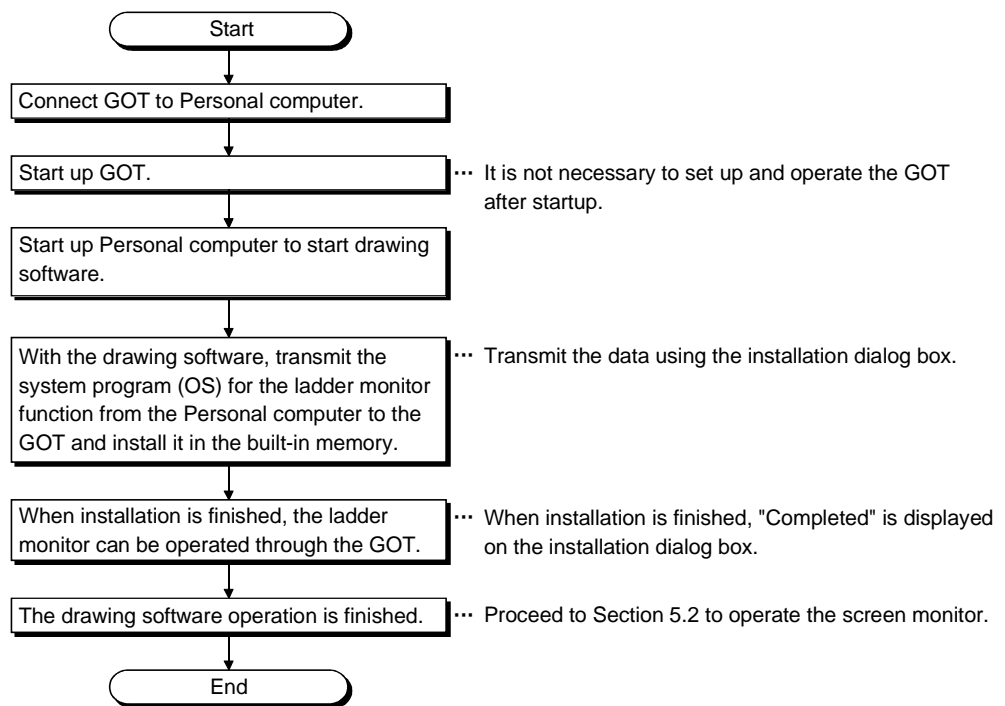 Start
Connect GOT to Personal computer.
Start up GOT.
··· It is not necessary to set up and operate the GOT
after startup.
Start up Personal computer to start drawing
software.
With the drawing software, transmit the
system program (OS) for the ladder monitor
function from the Personal computer to the
GOT and install it in the built-in memory.
··· Transmit the data using the installation dialog box.
When installation is finished, the ladder
monitor can be operated through the GOT.
··· When installation is finished, "Completed" is displayed
on the installation dialog box.
The drawing software operation is finished.
··· Proceed to Section 5.2 to operate the screen monitor.
End